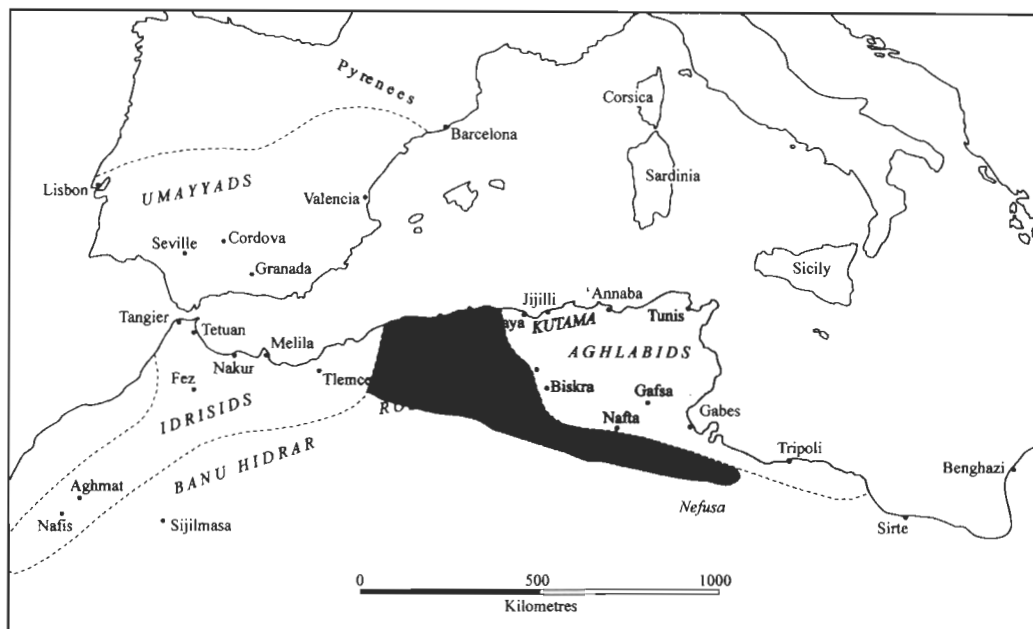 Pyrenees
Corsica
Barcelona
Sardinia
Lisbon
UMAYYADS
Valencia
Seville
Cordova
Granada
Sicily
Tangier
Tetuan
Jijilli
'Annaba
aya
KUTAMA
Tunis
Nakur
Melila
Fez
Tlemce
AGHLABIDS
Biskra
Gafsa
IDRISIDS
Nafta
Gabes
BANU HIDRAR
Tripoli
Benghazi
Aghmat
Nafis
Sijilmasa
Nefusa
Sirte
0 500 1000
Kilometres